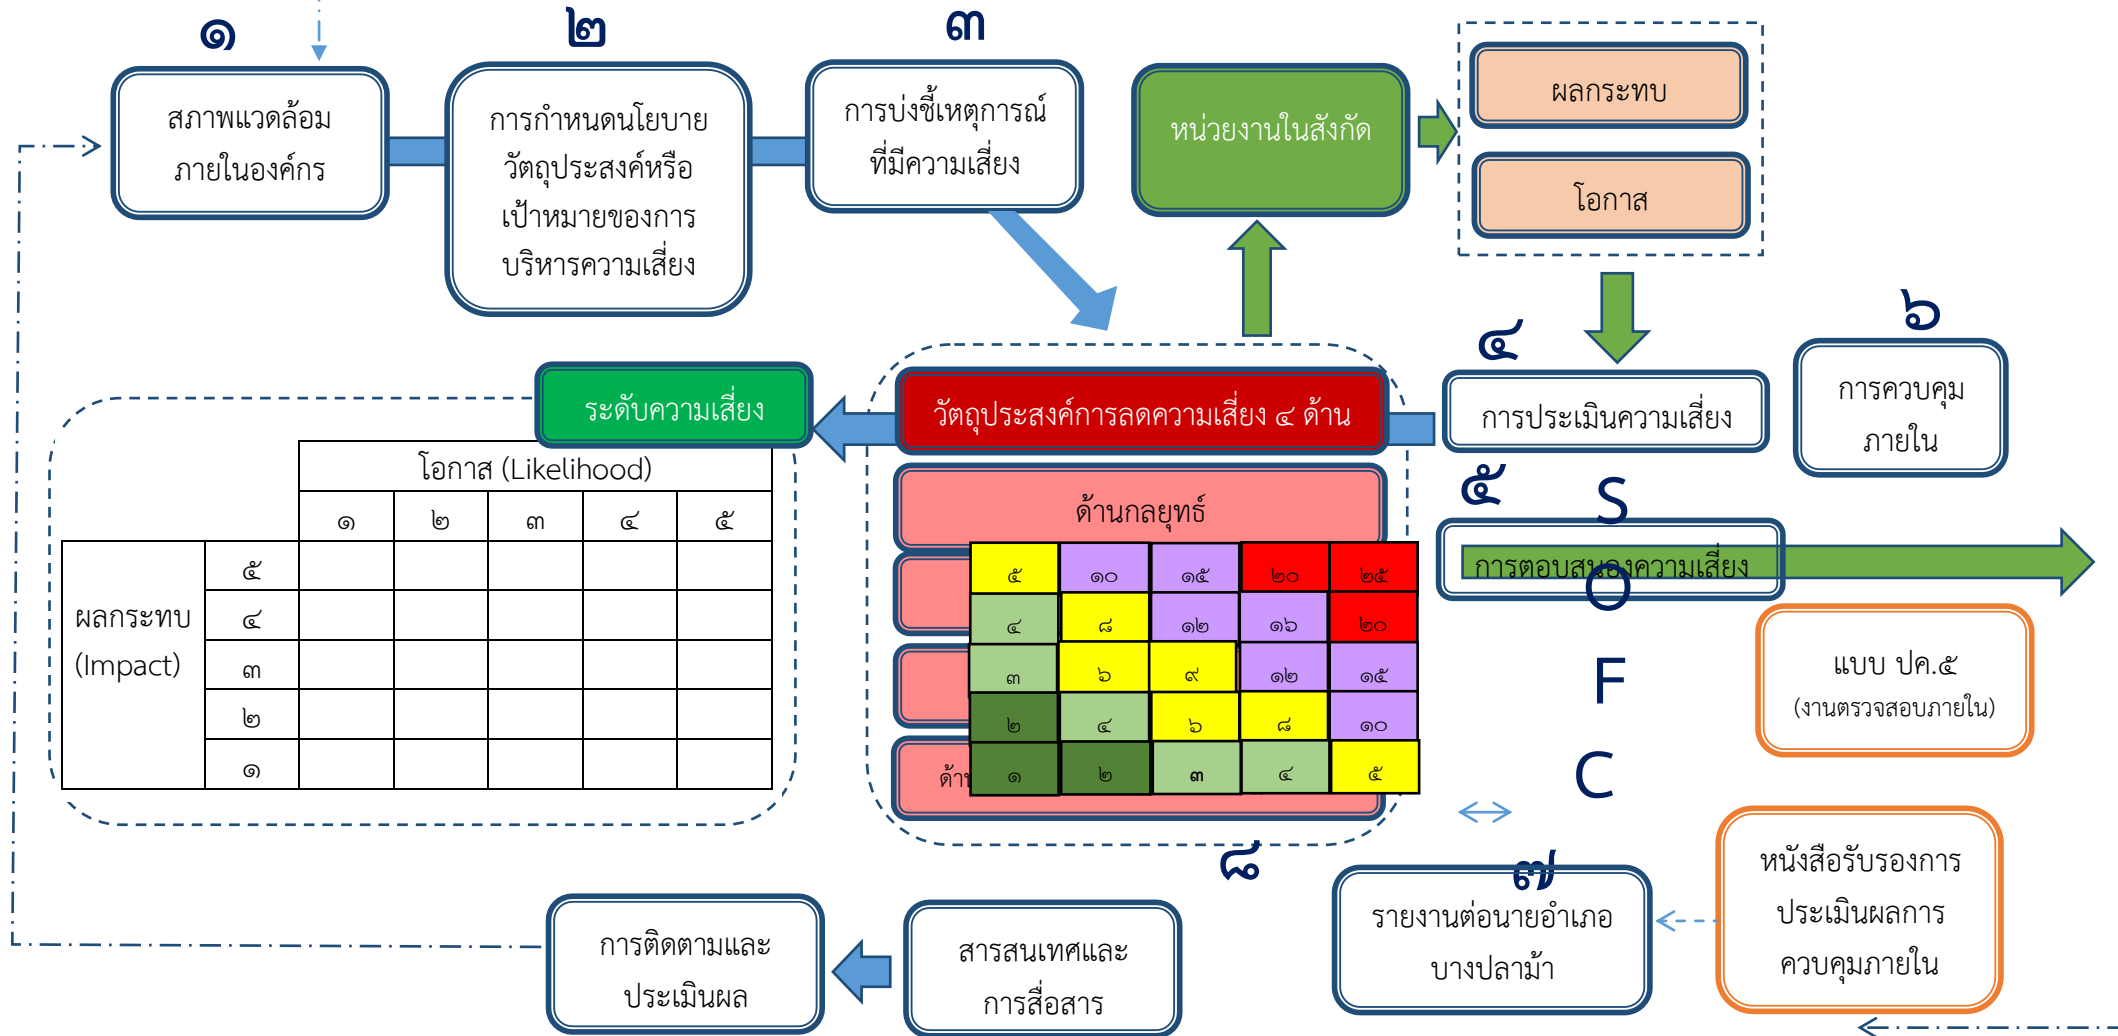 ๑
๒
๓
สภาพแวดล้อม
ภายในองค์กร
การกำหนดนโยบาย
วัตถุประสงค์หรือ
เป้าหมายของการ
บริหารความเสี่ยง
การบ่งชี้เหตุการณ์
ที่มีความเสี่ยง
หน่วยงานในสังกัด
ผลกระทบ
โอกาส
๔
๖
ระดับความเสี่ยง
วัตถุประสงค์การลดความเสี่ยง ๔ ด้าน
การประเมินความเสี่ยง
การควบคุม
ภายใน
โอกาส (Likelihood)
๑ ๒ ๓ ๔ ๕
๕
๔
๓
๒
๑
ผลกระทบ
(Impact)
ด้านกลยุทธ์
๕ ๑๐ ๑๕ ๒๐ ๒๕
๔ ๘ ๑๒ ๑๖ ๒๐
๓ ๖ ๙ ๑๒ ๑๕
๒ ๔ ๖ ๘ ๑๐
๑ ๒ ๓ ๔ ๕
๕
S
การตอบสนองความเสี่ยง
O
F
C
แบบ ปค.๕
(งานตรวจสอบภายใน)
๘
๗
การติดตามและ
ประเมินผล
สารสนเทศและ
การสื่อสาร
รายงานต่อนายอำเภอ
บางปลาม้า
หนังสือรับรองการ
ประเมินผลการ
ควบคุมภายใน